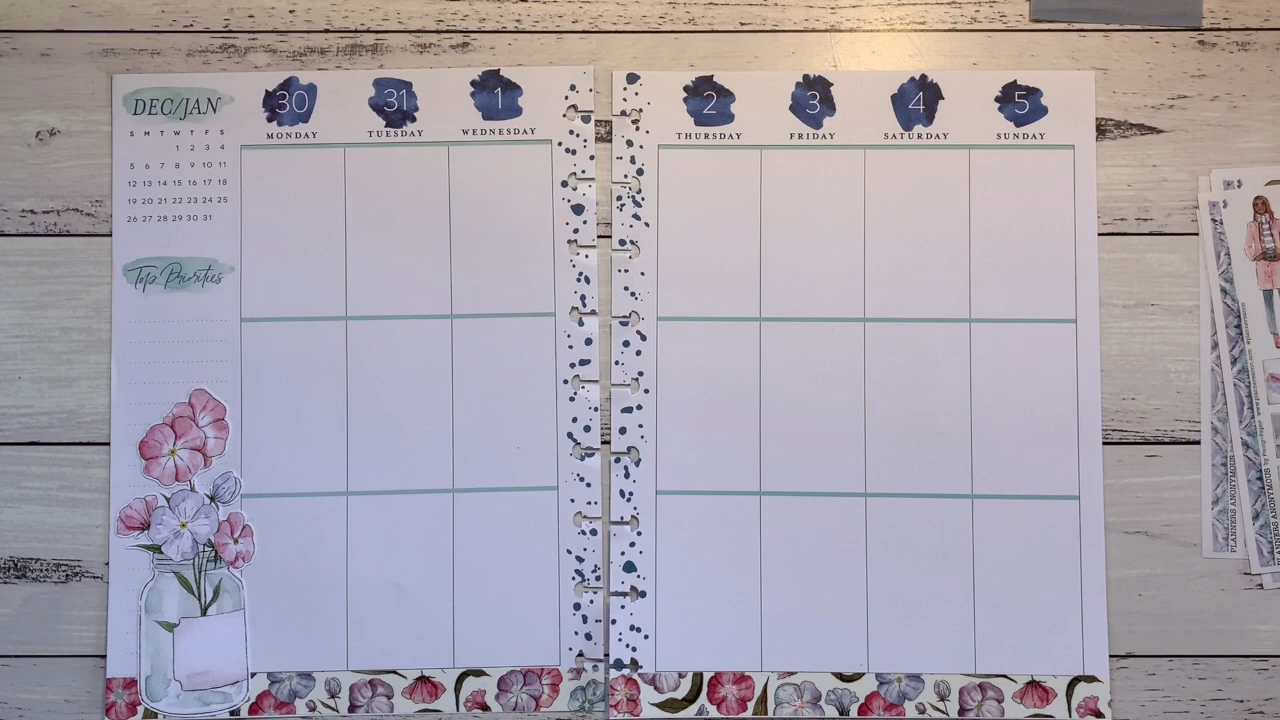 DEC/JAN
S M T W T F S
1 2 3 4
5 6 7 8 9 10 11
12 13 14 15 16 17 18
19 20 21 22 23 24 25
26 27 28 29 30 31
Top Priorities
30
MONDAY
31
TUESDAY
1
WEDNESDAY
2
THURSDAY
3
FRIDAY
4
SATURDAY
5
SUNDAY
PLANNERS ANONYMOUS
PLANNERS ANONYMOUS